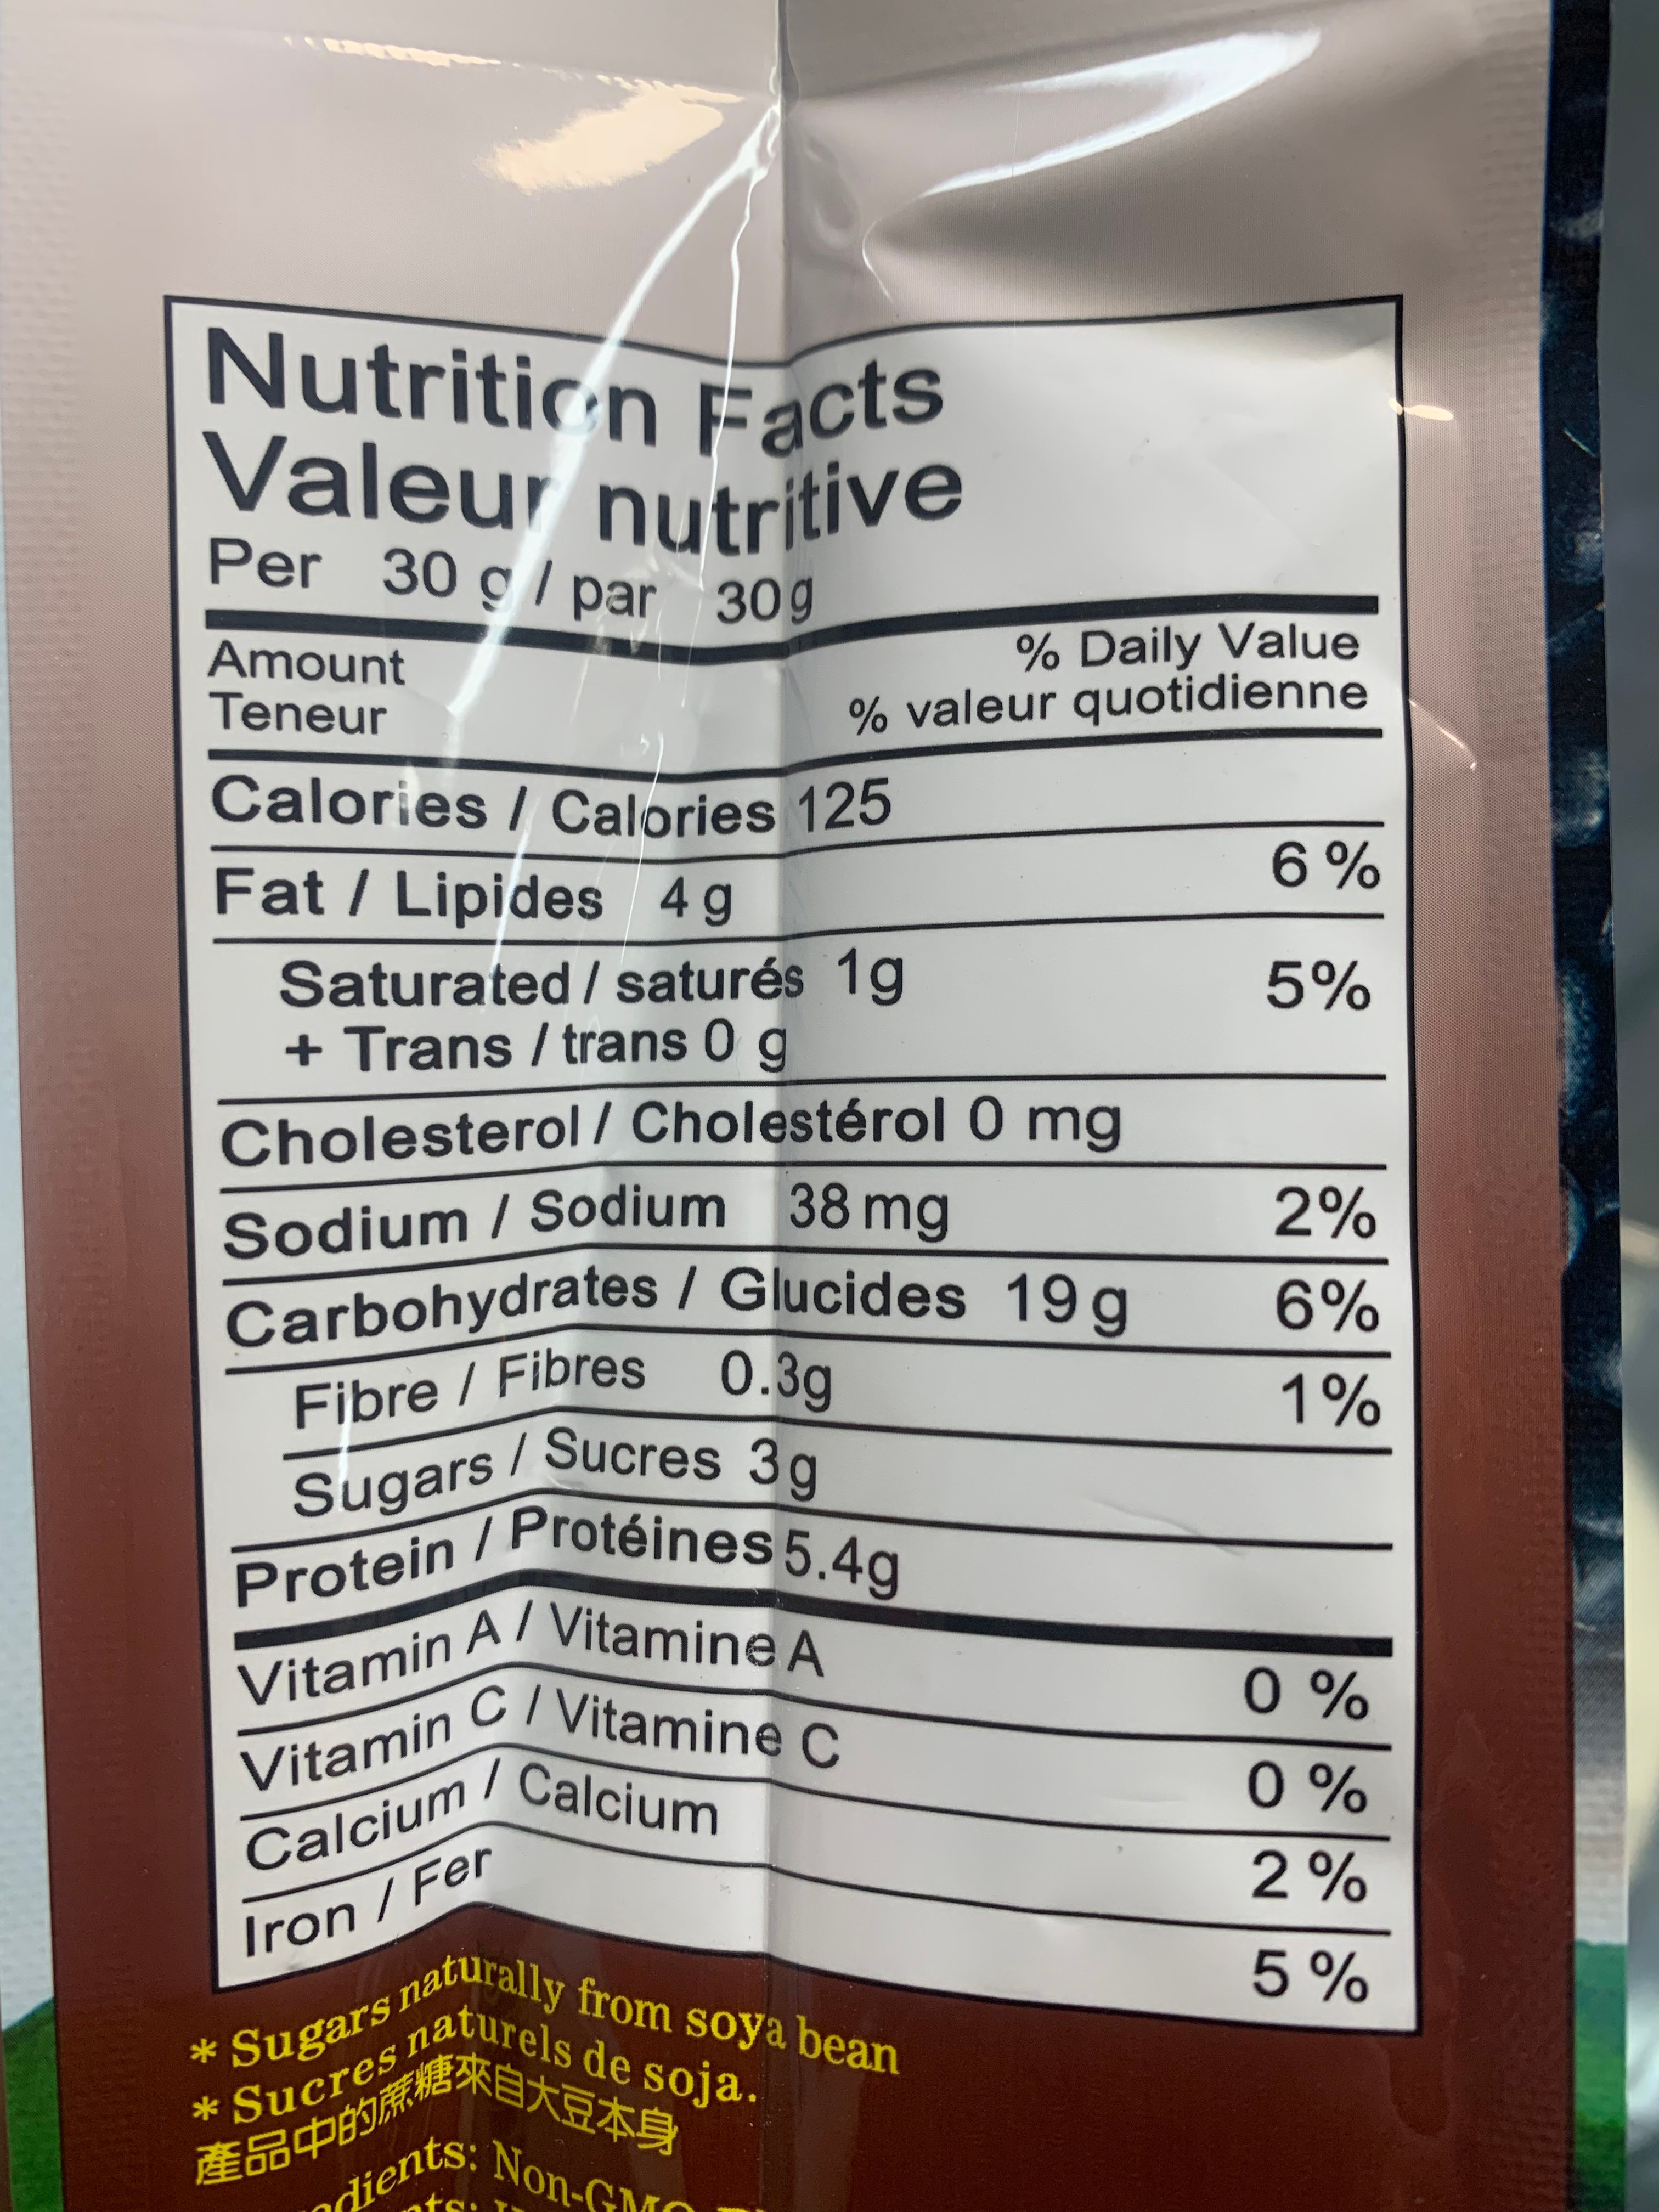 Nutrition Facts
Valeur nutritive
Per 30 g / par 30g
Amount % Daily Value
Teneur % valeur quotidienne
Calories / Calories 125
Fat / Lipides 4 g 6 %
Saturated / saturés 1g 5%
+ Trans / trans 0 g
Cholesterol / Cholestérol 0 mg
Sodium / Sodium 38 mg 2%
Carbohydrates / Glucides 19 g 6%
Fibre / Fibres 0.3g 1%
Sugars / Sucres 3g
Protein / Protéines 5.4g
Vitamin A / Vitamine A 0 %
Vitamin C / Vitamine C 0 %
Calcium / Calcium 2 %
Iron / Fer 5 %
* Sugars naturally from soya bean
* Sucres naturels de soja.
產品中的蔗糖來自大豆本身